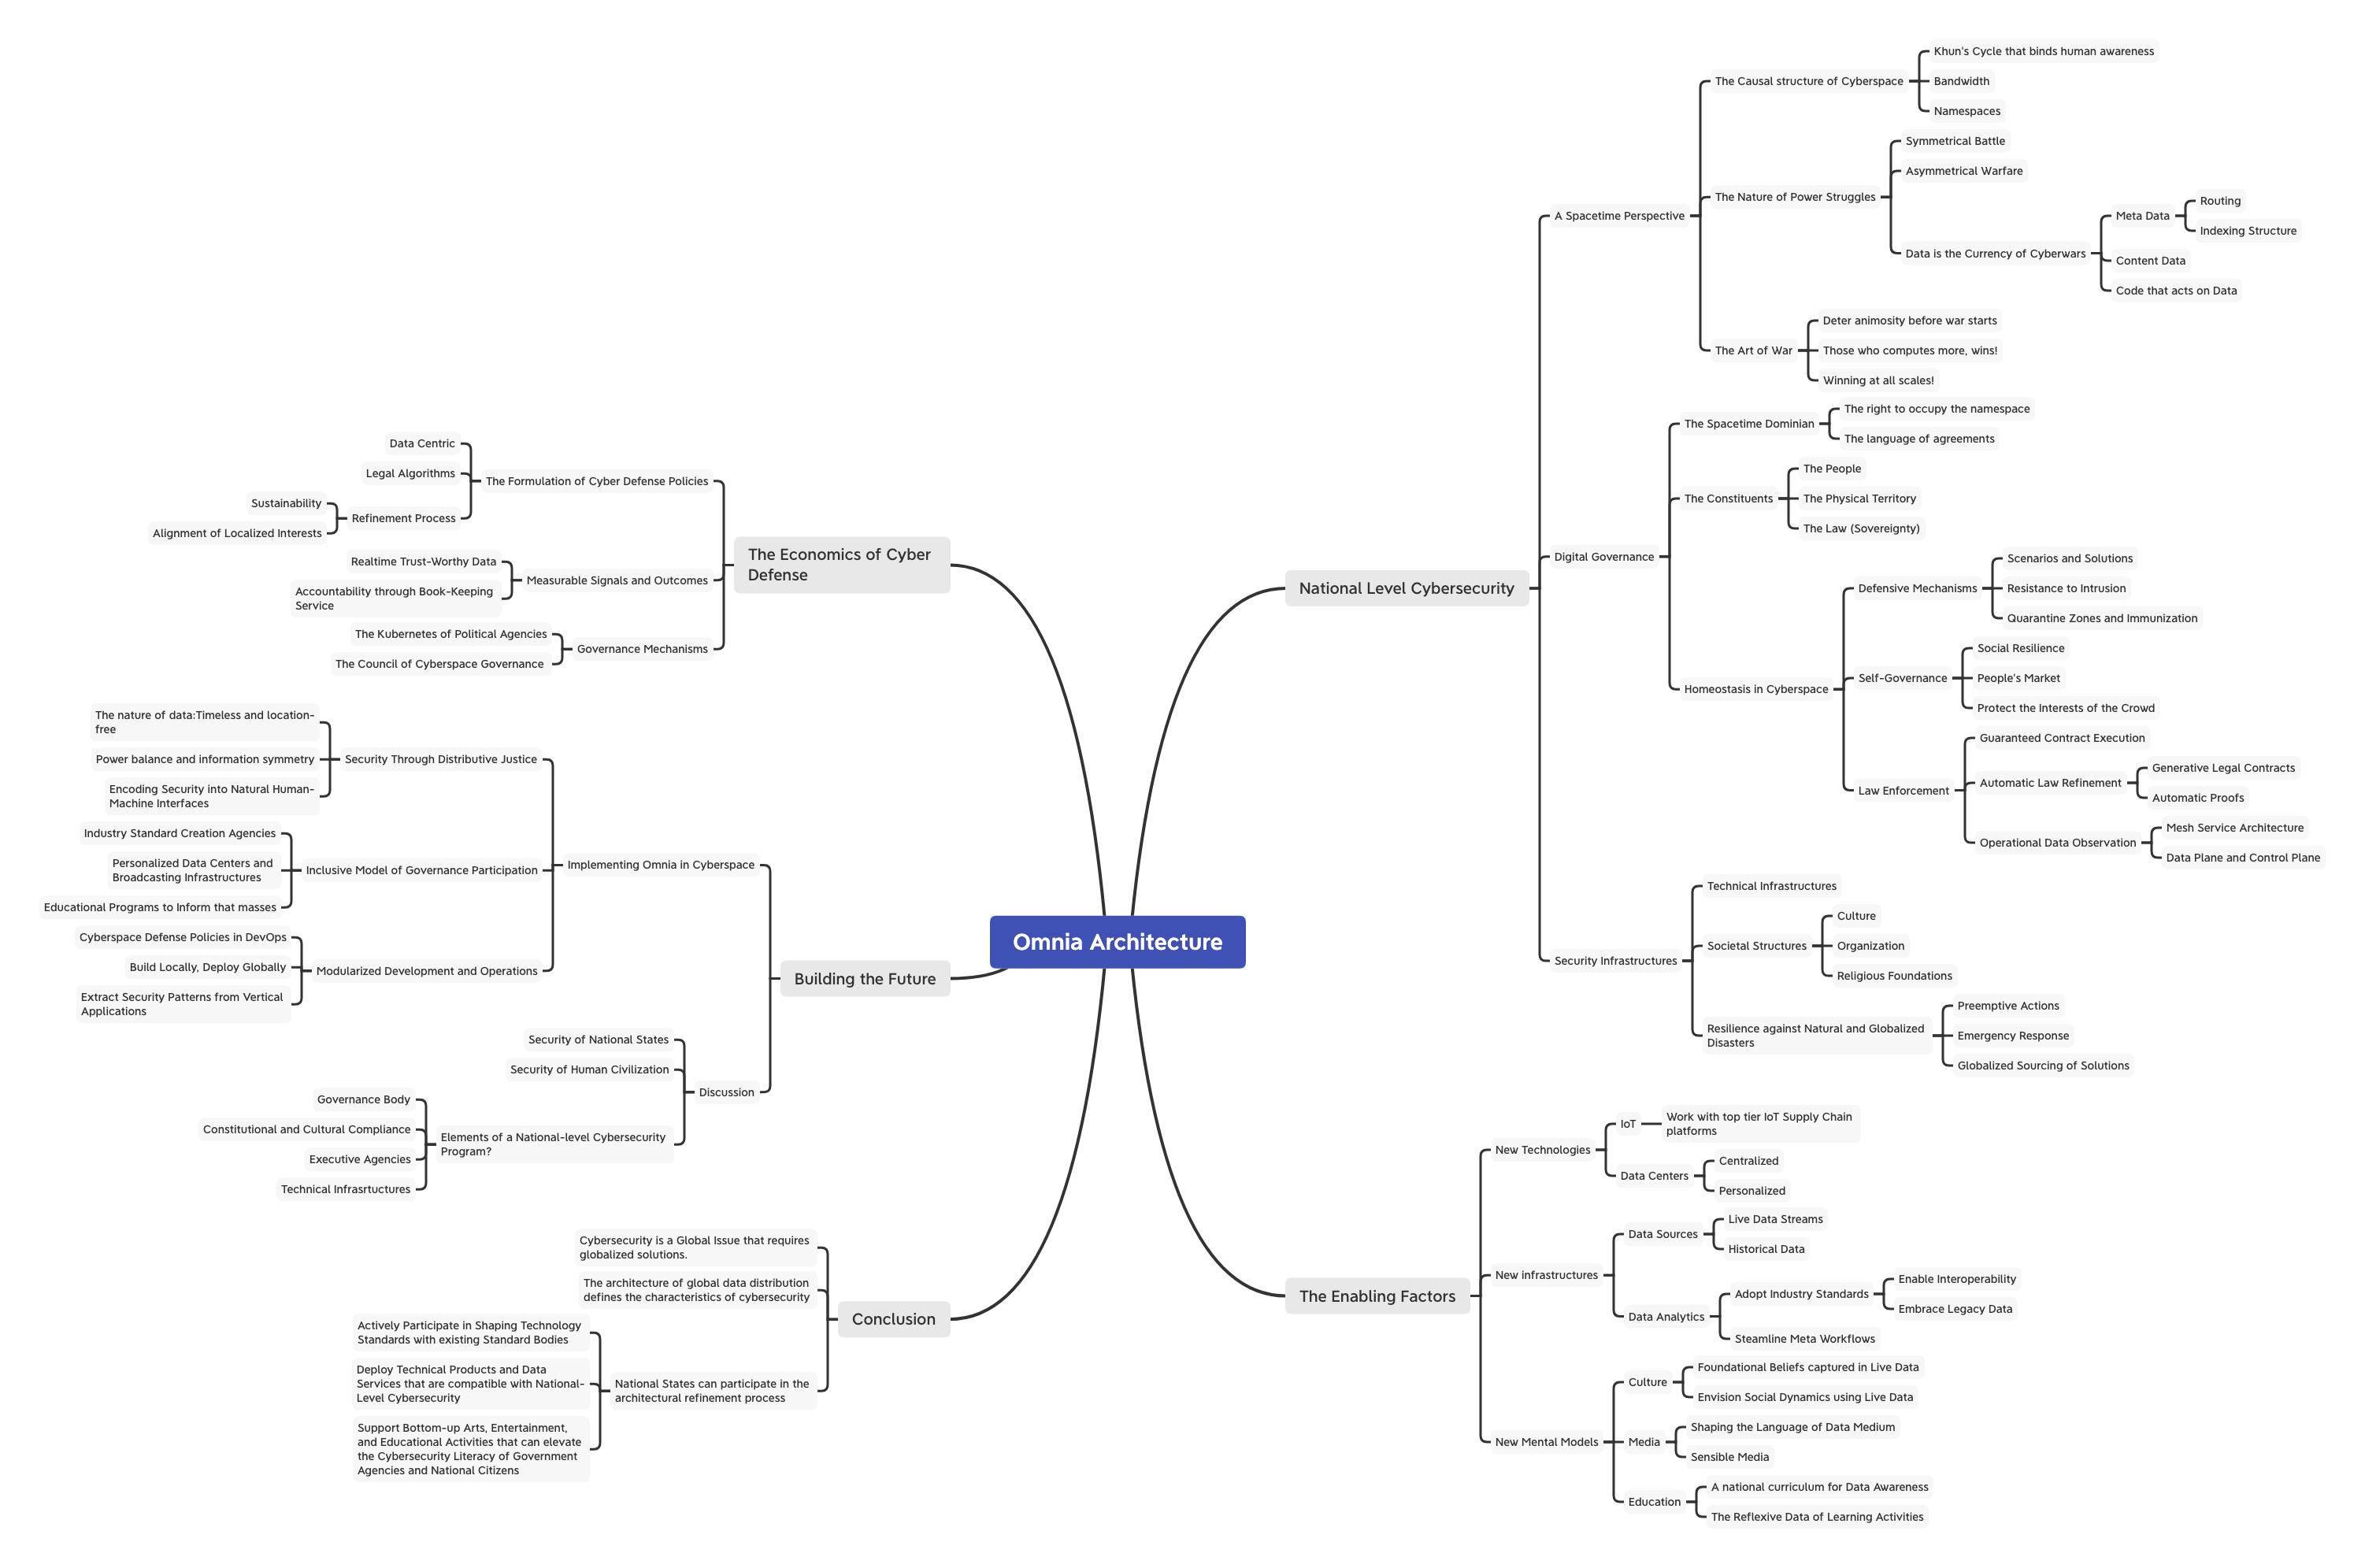 Omnia Architecture
National Level Cybersecurity
A Spacetime Perspective
The Causal structure of Cyberspace
Khun's Cycle that binds human awareness
Bandwidth
Namespaces
The Nature of Power Struggles
Symmetrical Battle
Asymmetrical Warfare
Data is the Currency of Cyberwars
Meta Data
Routing
Indexing Structure
Content Data
Code that acts on Data
The Art of War
Deter animosity before war starts
Those who computes more, wins!
Winning at all scales!
Digital Governance
The Spacetime Dominian
The right to occupy the namespace
The language of agreements
The Constituents
The People
The Physical Territory
The Law (Sovereignty)
Homeostasis in Cyberspace
Defensive Mechanisms
Scenarios and Solutions
Resistance to Intrusion
Quarantine Zones and Immunization
Self-Governance
Social Resilience
People's Market
Protect the Interests of the Crowd
Law Enforcement
Guaranteed Contract Execution
Automatic Law Refinement
Generative Legal Contracts
Automatic Proofs
Operational Data Observation
Mesh Service Architecture
Data Plane and Control Plane
Security Infrastructures
Technical Infrastructures
Societal Structures
Culture
Organization
Religious Foundations
Resilience against Natural and Globalized
Disasters
Preemptive Actions
Emergency Response
Globalized Sourcing of Solutions
The Enabling Factors
New Technologies
IoT
Work with top tier IoT Supply Chain
platforms
Data Centers
Centralized
Personalized
New infrastructures
Data Sources
Live Data Streams
Historical Data
Data Analytics
Adopt Industry Standards
Enable Interoperability
Embrace Legacy Data
Steamline Meta Workflows
New Mental Models
Culture
Foundational Beliefs captured in Live Data
Envision Social Dynamics using Live Data
Media
Shaping the Language of Data Medium
Sensible Media
Education
A national curriculum for Data Awareness
The Reflexive Data of Learning Activities
The Economics of Cyber
Defense
The Formulation of Cyber Defense Policies
Data Centric
Legal Algorithms
Refinement Process
Sustainability
Alignment of Localized Interests
Measurable Signals and Outcomes
Realtime Trust-Worthy Data
Accountability through Book-Keeping
Service
Governance Mechanisms
The Kubernetes of Political Agencies
The Council of Cyberspace Governance
Building the Future
Implementing Omnia in Cyberspace
Security Through Distributive Justice
The nature of data:Timeless and location-
free
Power balance and information symmetry
Encoding Security into Natural Human-
Machine Interfaces
Inclusive Model of Governance Participation
Industry Standard Creation Agencies
Personalized Data Centers and
Broadcasting Infrastructures
Educational Programs to Inform that masses
Modularized Development and Operations
Cyberspace Defense Policies in DevOps
Build Locally, Deploy Globally
Extract Security Patterns from Vertical
Applications
Discussion
Security of National States
Security of Human Civilization
Elements of a National-level Cybersecurity
Program?
Governance Body
Constitutional and Cultural Compliance
Executive Agencies
Technical Infrasrtuctures
Conclusion
Cybersecurity is a Global Issue that requires
globalized solutions.
The architecture of global data distribution
defines the characteristics of cybersecurity
National States can participate in the
architectural refinement process
Actively Participate in Shaping Technology
Standards with existing Standard Bodies
Deploy Technical Products and Data
Services that are compatible with National-
Level Cybersecurity
Support Bottom-up Arts, Entertainment,
and Educational Activities that can elevate
the Cybersecurity Literacy of Government
Agencies and National Citizens